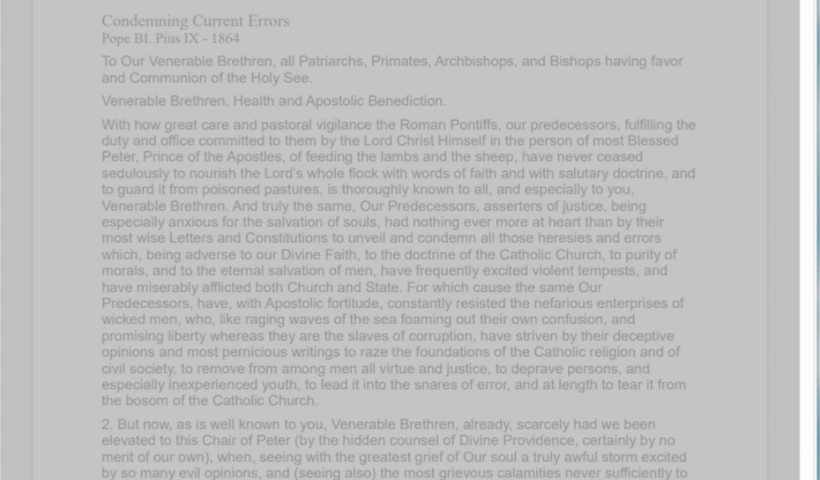 Condemning Current Errors
Pope BI. Pius IX - 1864
To Our Venerable Brethren, all Patriarchs, Primates, Archbishops, and Bishops having favor
and Communion of the Holy See.
Venerable Brethren, Health and Apostolic Benediction.
With how great care and pastoral vigilance the Roman Pontiffs, our predecessors, fulfilling the
duty and office committed to them by the Lord Christ Himself in the person of most Blessed
Peter, Prince of the Apostles, of feeding the lambs and the sheep, have never ceased
sedulously to nourish the Lord's whole flock with words of faith and with salutary doctrine, and
to guard it from poisoned pastures, is thoroughly known to all, and especially to you,
Venerable Brethren. And truly the same, Our Predecessors, asserters of justice, being
especially anxious for the salvation of souls, had nothing ever more at heart than by their
most wise Letters and Constitutions to unveil and condemn all those heresies and errors
which, being adverse to our Divine Faith, to the doctrine of the Catholic Church, to purity of
morals, and to the eternal salvation of men, have frequently excited violent tempests, and
have miserably afflicted both Church and State. For which cause the same Our
Predecessors, have, with Apostolic fortitude, constantly resisted the nefarious enterprises of
wicked men, who, like raging waves of the sea foaming out their own confusion, and
promising liberty whereas they are the slaves of corruption, have striven by their deceptive
opinions and most pernicious writings to raze the foundations of the Catholic religion and of
civil society, to remove from among men all virtue and justice, to deprave persons, and
especially inexperienced youth, to lead it into the snares of error, and at length to tear it from
the bosom of the Catholic Church.
2. But now, as is well known to you, Venerable Brethren, already, scarcely had we been
elevated to this Chair of Peter (by the hidden counsel of Divine Providence, certainly by no
merit of our own), when, seeing with the greatest grief of Our soul a truly awful storm excited
by so many evil opinions, and (seeing also) the most grievous calamities never sufficiently to